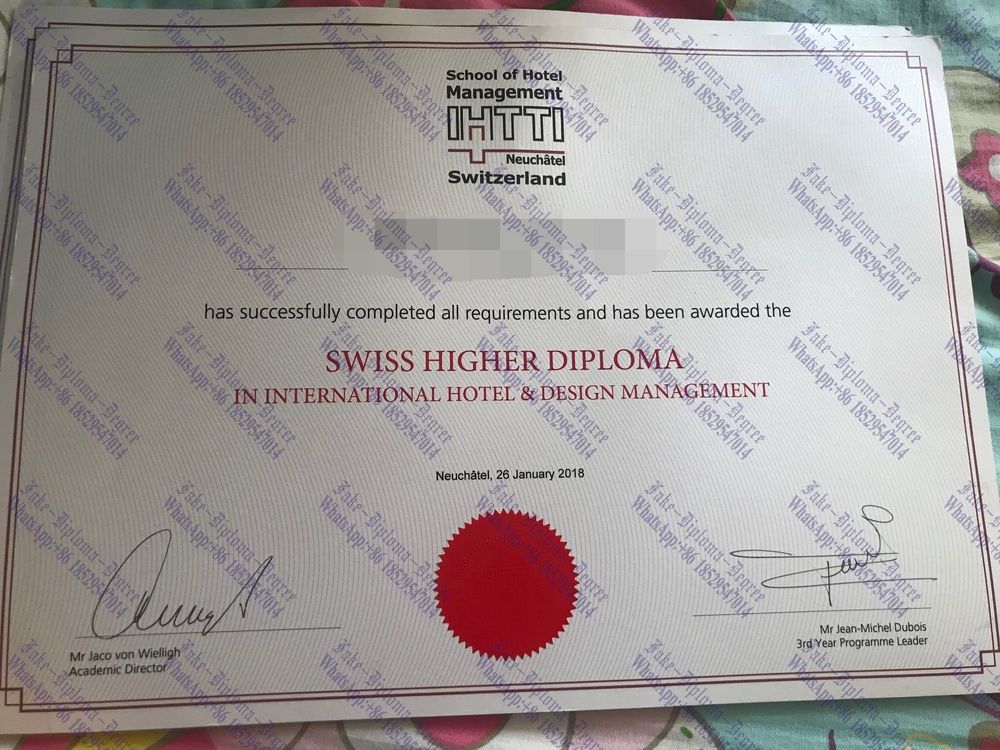 School of Hotel
Management
IHTTI
Neuchâtel
Switzerland
has successfully completed all requirements and has been awarded the
SWISS HIGHER DIPLOMA
IN INTERNATIONAL HOTEL & DESIGN MANAGEMENT
Neuchâtel, 26 January 2018
Mr Jaco von Wielligh
Academic Director
Mr Jean-Michel Dubois
3rd Year Programme Leader
Fake-Diploma-Degree
WhatsApp:+86 18529547014